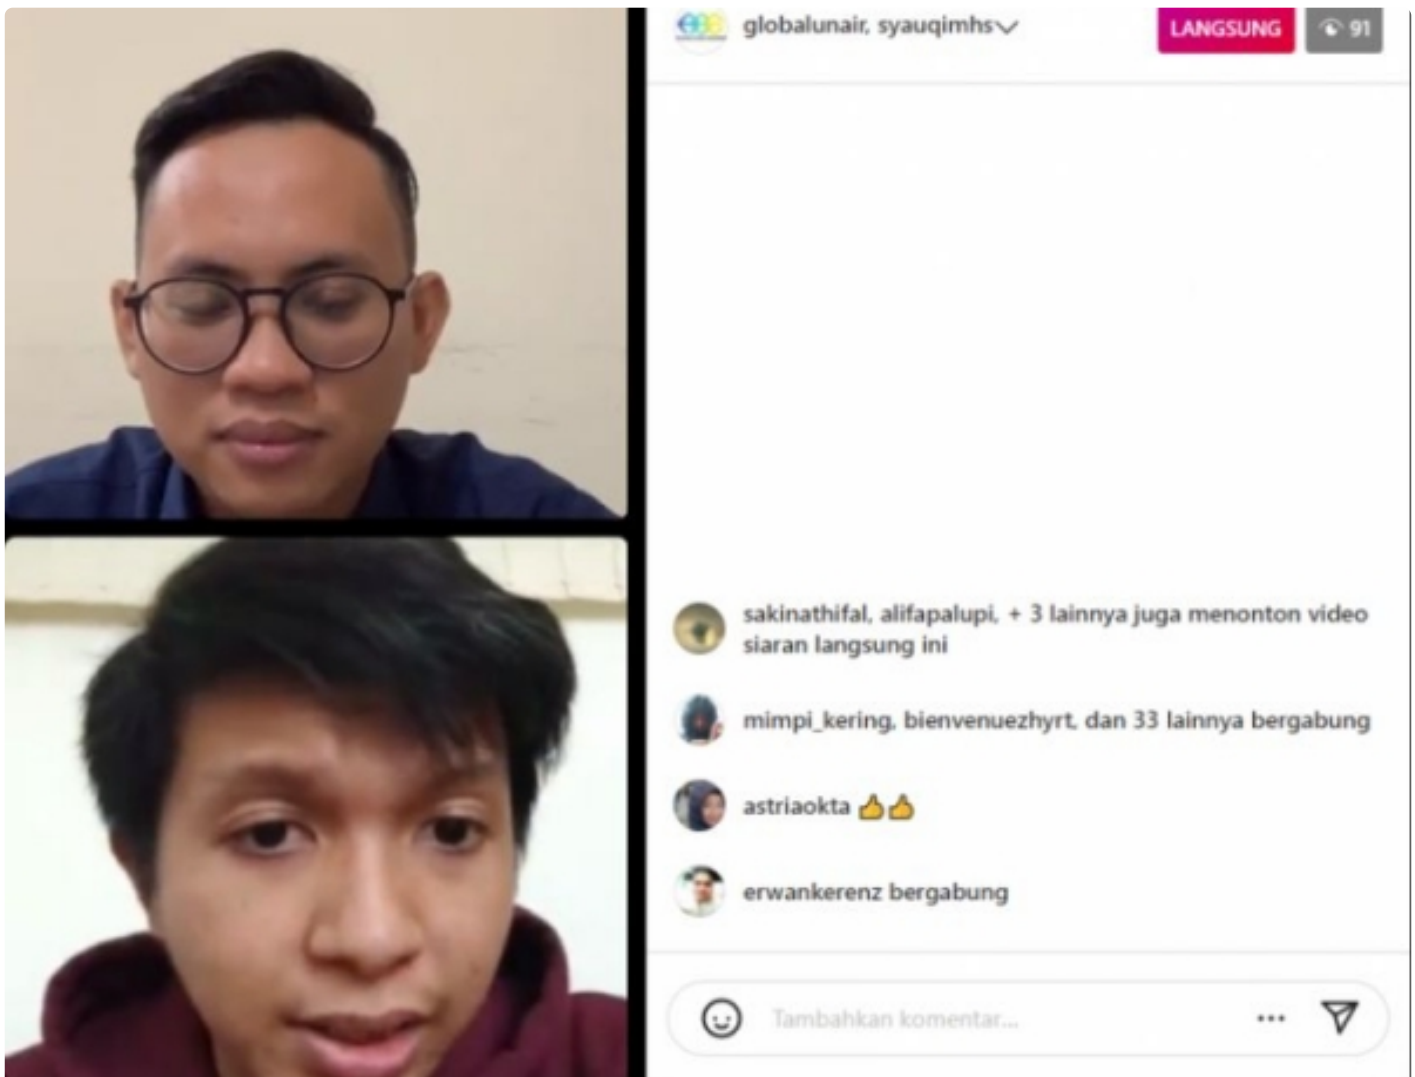 globalunair, syauqimhs
LANGSUNG
91
sakinathifal, alifapalupi, + 3 lainnya juga menonton video
siaran langsung ini
mimpi_kering, bienvenuezhyrt, dan 33 lainnya bergabung
astriaokta 👍👍
erwankerenz bergabung
Tambahkan komentar...